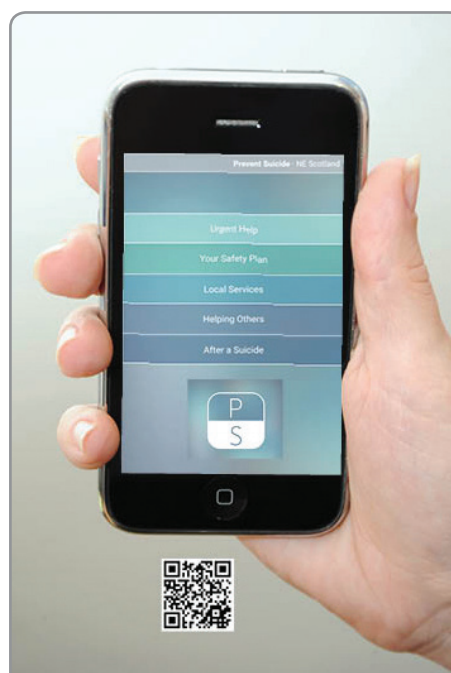 Prevent Suicide - NE Scotland
Urgent Help
Your Safety Plan
Local Services
Helping Others
After a Suicide
P
S